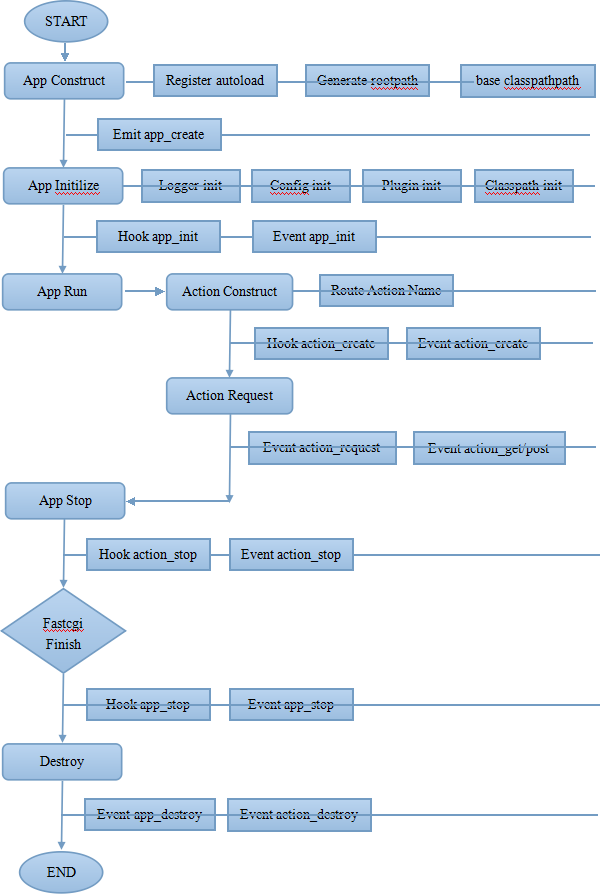 START
App Construct
Register autoload
Generate rootpath
base classpathpath
Emit app_create
App Initilize
Logger init
Config init
Plugin init
Classpath init
Hook app_init
Event app_init
App Run
Action Construct
Route Action Name
Hook action_create
Event action_create
Action Request
Event action_request
Event action_get/post
App Stop
Hook action_stop
Event action_stop
Fastcgi
Finish
Hook app_stop
Event app_stop
Destroy
Event app_destroy
Event action_destroy
END